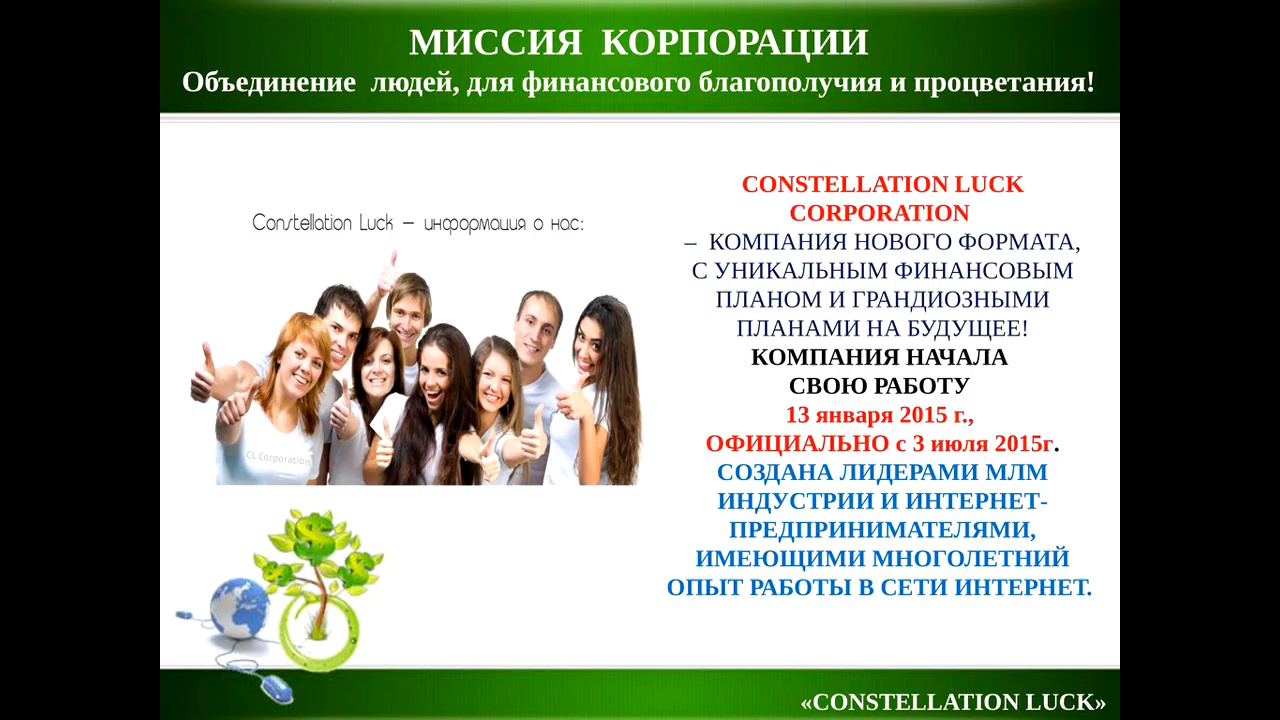 МИССИЯ КОРПОРАЦИИ
Объединение людей, для финансового благополучия и процветания!
Constellation Luck – информация о нас:
CL Corporation
CONSTELLATION LUCK
CORPORATION
– КОМПАНИЯ НОВОГО ФОРМАТА,
С УНИКАЛЬНЫМ ФИНАНСОВЫМ
ПЛАНОМ И ГРАНДИОЗНЫМИ
ПЛАНАМИ НА БУДУЩЕЕ!
КОМПАНИЯ НАЧАЛА
СВОЮ РАБОТУ
13 января 2015 г.,
ОФИЦИАЛЬНО с 3 июля 2015г.
СОЗДАНА ЛИДЕРАМИ МЛМ
ИНДУСТРИИ И ИНТЕРНЕТ-
ПРЕДПРИНИМАТЕЛЯМИ,
ИМЕЮЩИМИ МНОГОЛЕТНИЙ
ОПЫТ РАБОТЫ В СЕТИ ИНТЕРНЕТ.
«CONSTELLATION LUCK»